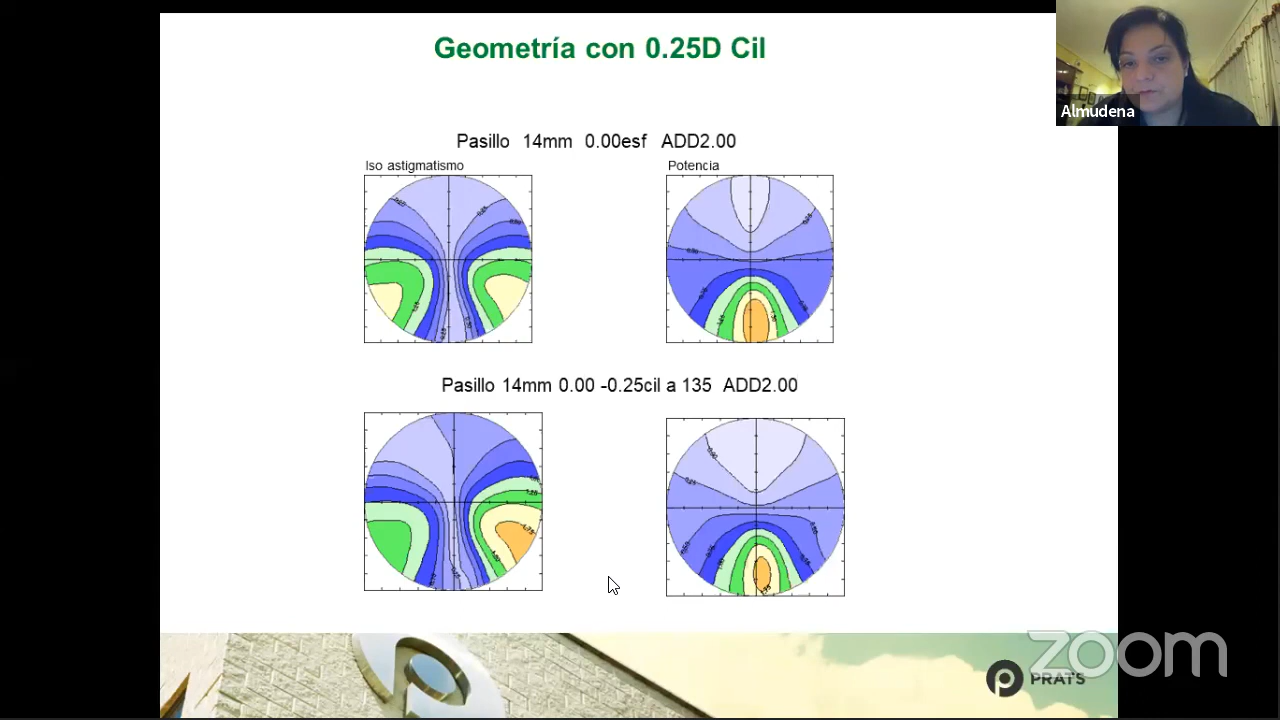 Geometría con 0.25D Cil
Almudena
Pasillo 14mm 0.00esf ADD2.00
Iso astigmatismo
Potencia
Pasillo 14mm 0.00 -0.25cil a 135 ADD2.00
zoom
PRATS